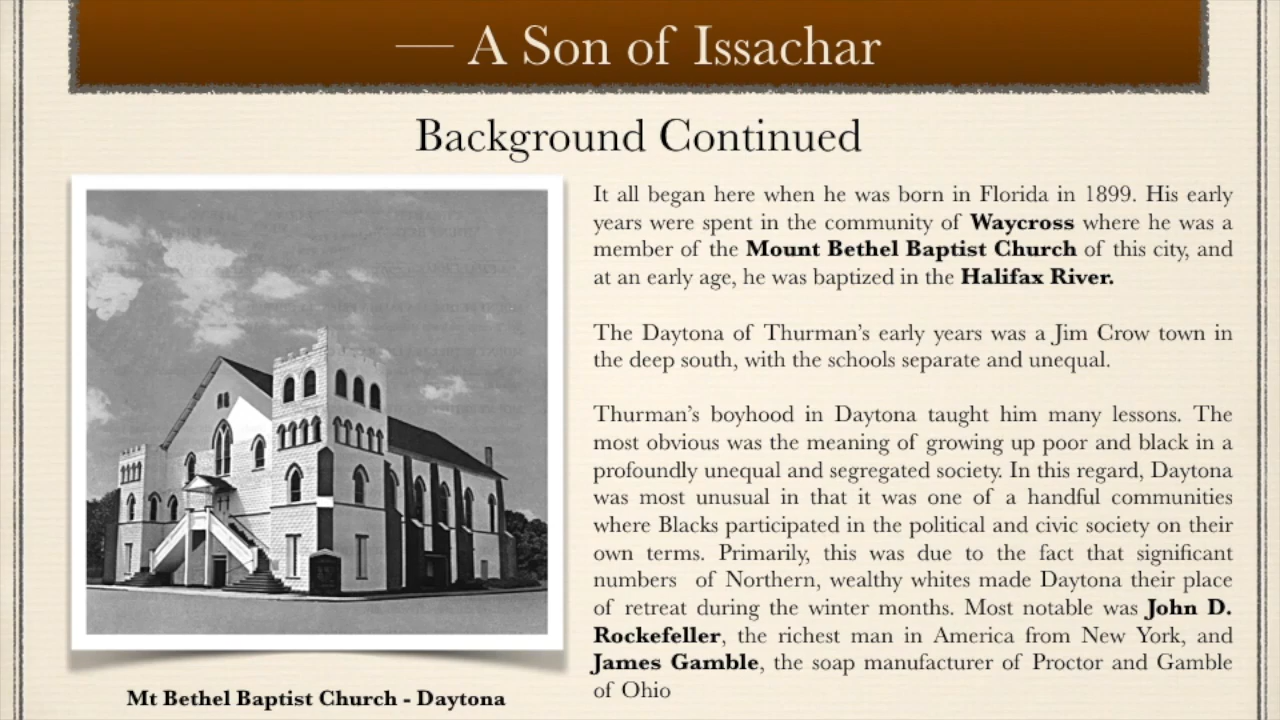 — A Son of Issachar
Background Continued
It all began here when he was born in Florida in 1899. His early
years were spent in the community of Waycross where he was a
member of the Mount Bethel Baptist Church of this city, and
at an early age, he was baptized in the Halifax River.
The Daytona of Thurman's early years was a Jim Crow town in
the deep south, with the schools separate and unequal.
Thurman's boyhood in Daytona taught him many lessons. The
most obvious was the meaning of growing up poor and black in a
profoundly unequal and segregated society. In this regard, Daytona
was most unusual in that it was one of a handful communities
where Blacks participated in the political and civic society on their
own terms. Primarily, this was due to the fact that significant
numbers of Northern, wealthy whites made Daytona their place
of retreat during the winter months. Most notable was John D.
Rockefeller, the richest man in America from New York, and
James Gamble, the soap manufacturer of Proctor and Gamble
of Ohio
Mt Bethel Baptist Church - Daytona